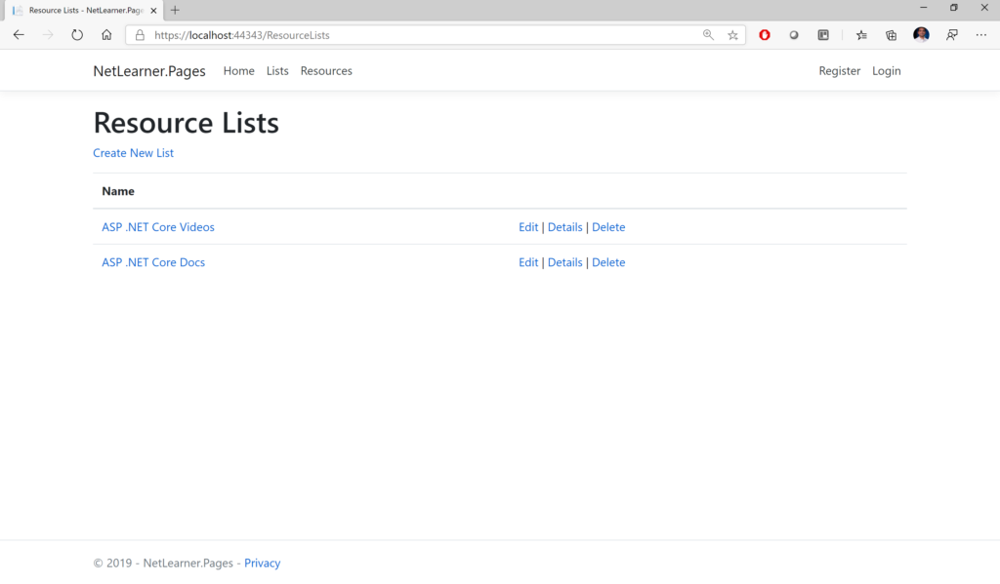 Resource Lists - NetLearner.Page
https://localhost:44343/ResourceLists
NetLearner.Pages Home Lists Resources Register Login
Resource Lists
Create New List
Name
ASP .NET Core Videos Edit | Details | Delete
ASP .NET Core Docs Edit | Details | Delete
© 2019 - NetLearner.Pages - Privacy